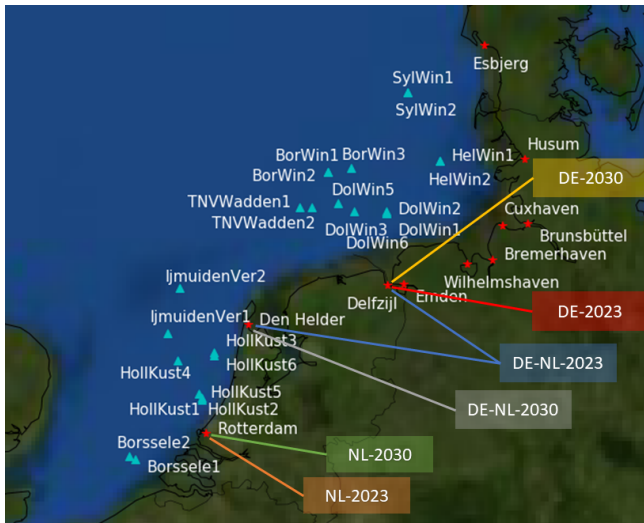 Esbjerg
SylWin1
SylWin2
Husum
BorWin1
BorWin3
HelWin1
BorWin2
HelWin2
DolWin5
DE-2030
TNVWadden1
DolWin2
Cuxhaven
TNVWadden2
DolWin3
DolWin1
Brunsbüttel
DolWin6
Bremerhaven
IjmuidenVer2
Wilhelmshaven
Delfzijl
Emden
DE-2023
IjmuidenVer1
Den Helder
HollKust3
DE-NL-2023
HollKust4
HollKust6
HollKust5
HollKust1
HollKust2
DE-NL-2030
Rotterdam
Borssele2
NL-2030
Borssele1
NL-2023